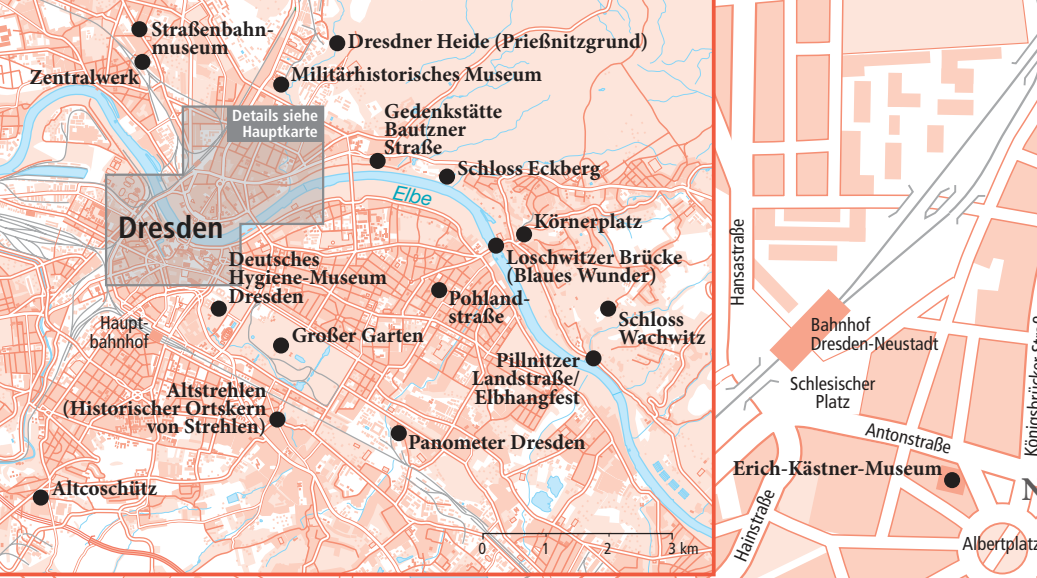 Straßenbahn-
museum
Zentralwerk
Dresdner Heide (Prießnitzgrund)
Militärhistorisches Museum
Details siehe
Hauptkarte
Gedenkstätte
Bautzner
Straße
Schloss Eckberg
Elbe
Dresden
Körnerplatz
Loschwitzer Brücke
(Blaues Wunder)
Deutsches
Hygiene-Museum
Dresden
Pohland-
straße
Schloss
Wachwitz
Haupt-
bahnhof
Großer Garten
Pillnitzer
Landstraße/
Elbhangfest
Altstrehlen
(Historischer Ortskern
von Strehlen)
Panometer Dresden
Altcoschütz
0 1 2 3 km
Hansastraße
Bahnhof
Dresden-Neustadt
Schlesischer
Platz
Antonstraße
Erich-Kästner-Museum
Hainstraße
Albertplatz
N